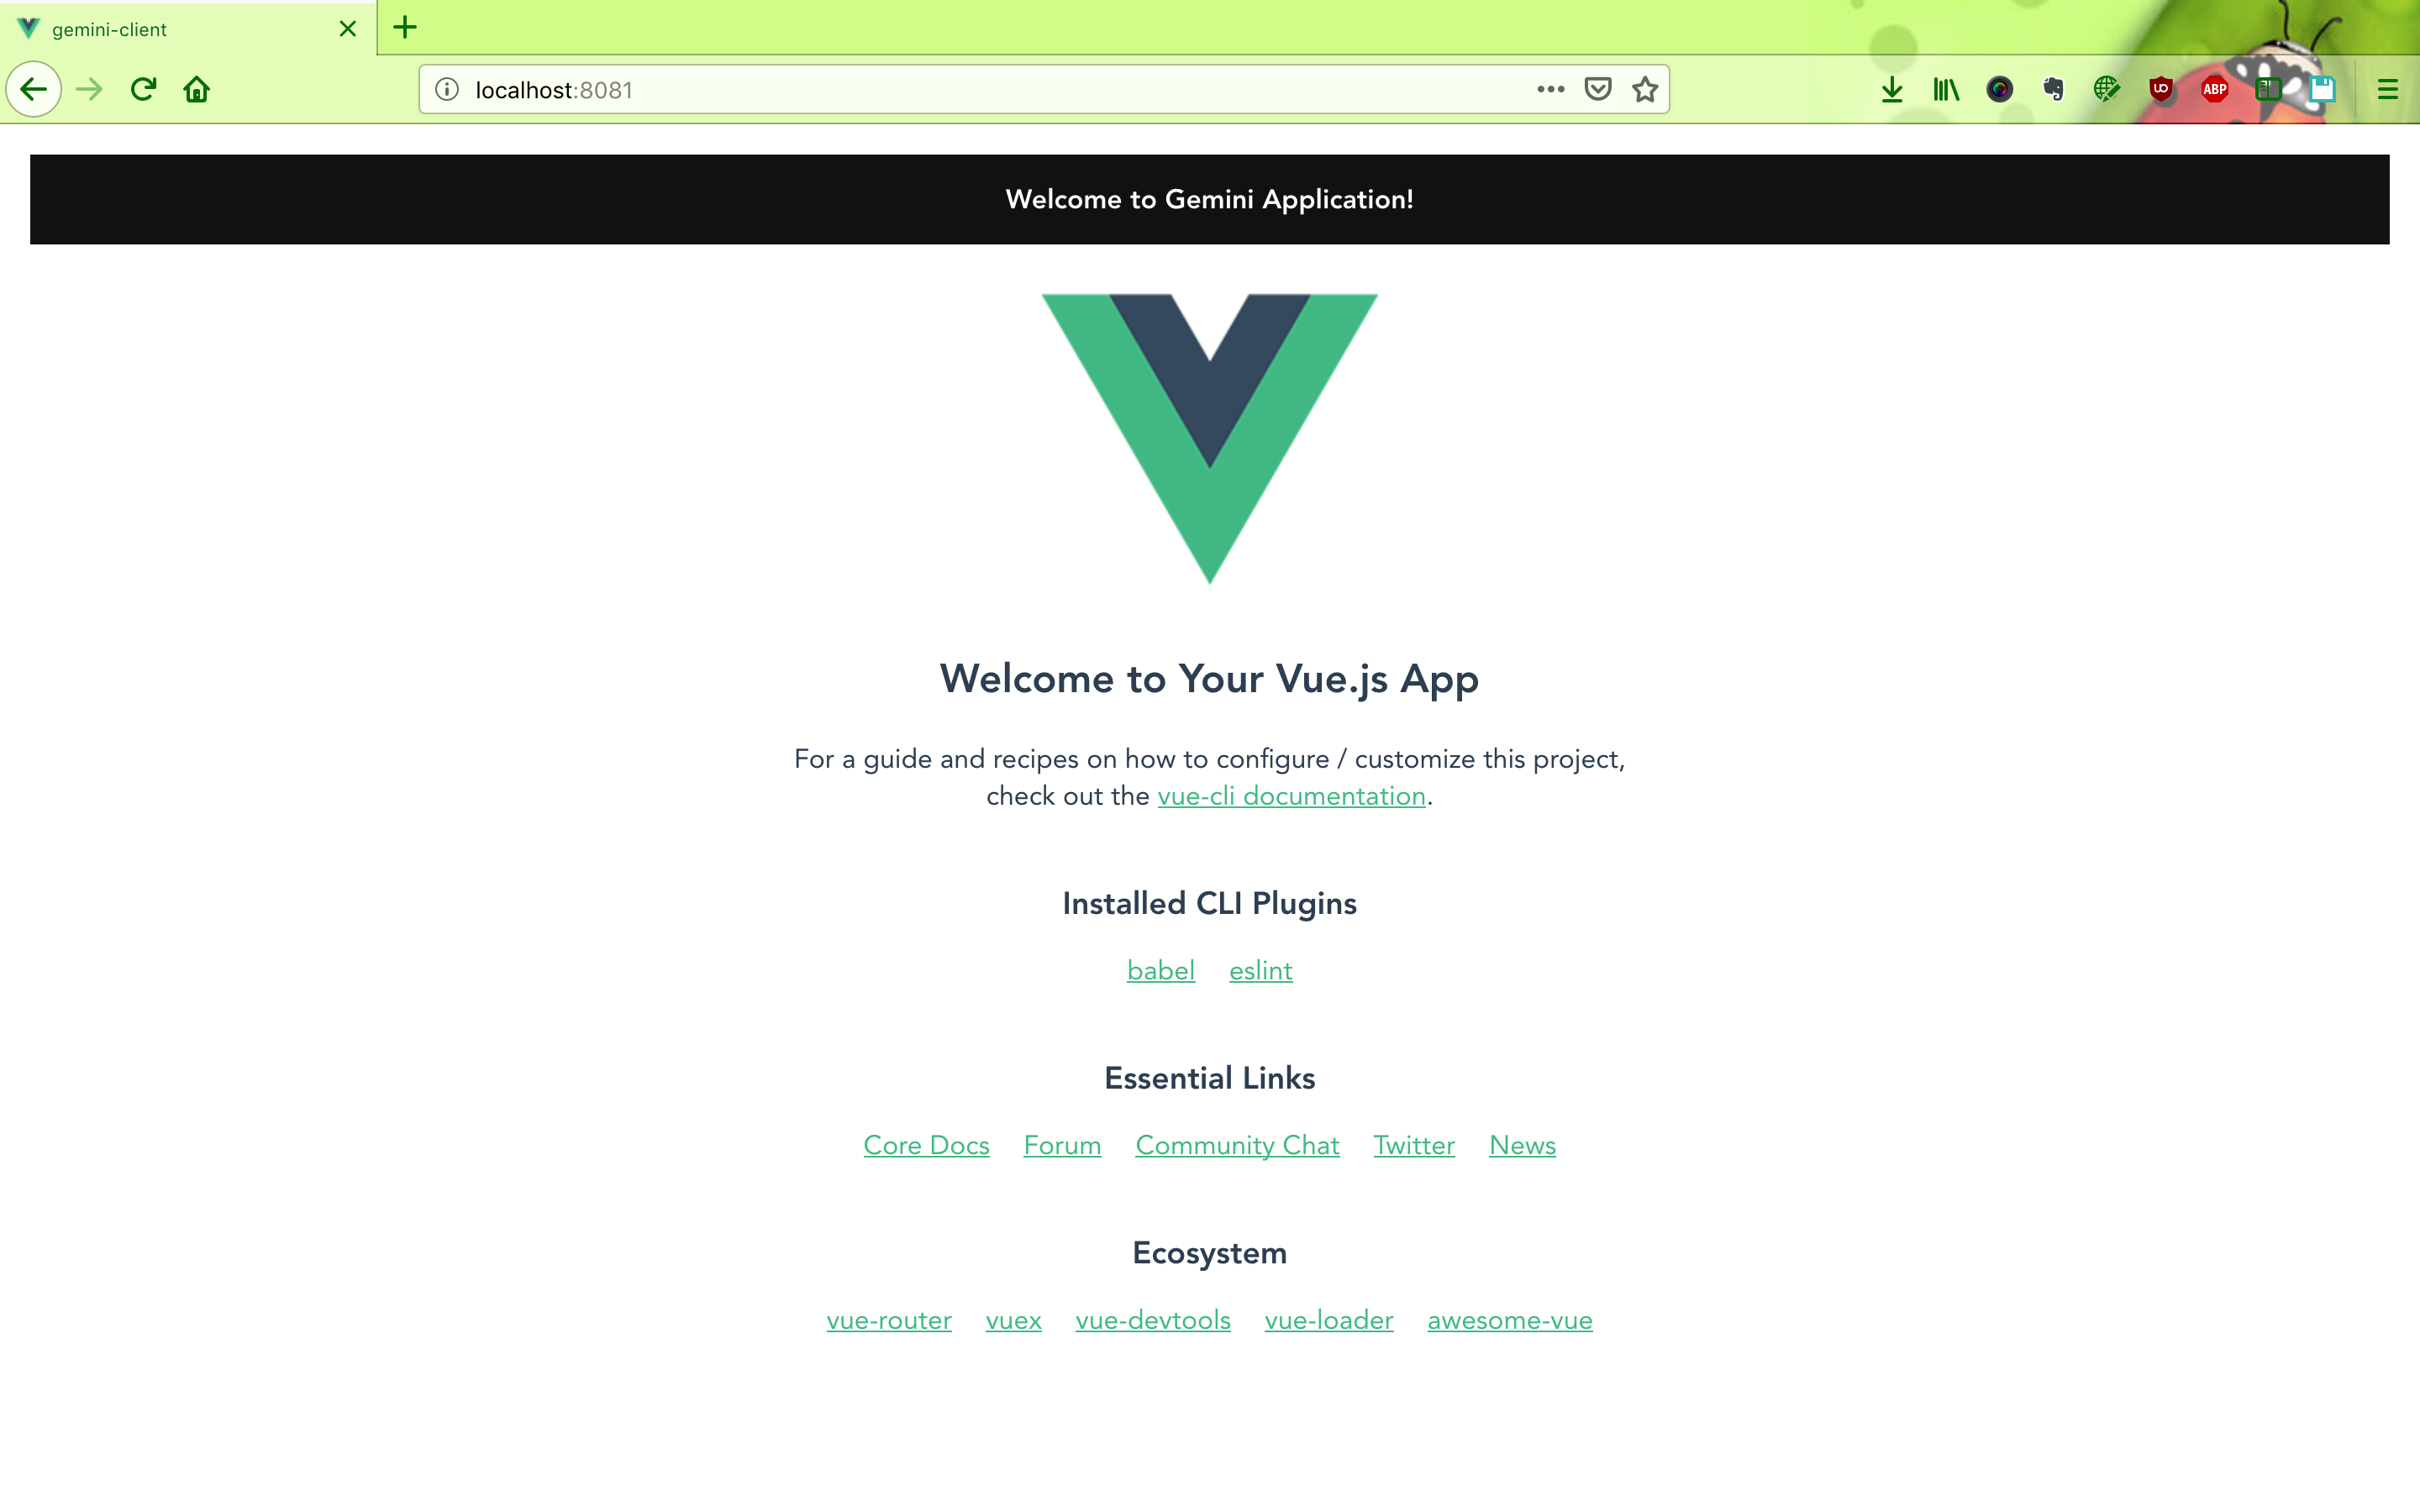 gemini-client
localhost:8081
UO
ABP
Welcome to Gemini Application!
Welcome to Your Vue.js App
For a guide and recipes on how to configure / customize this project,
check out the vue-cli documentation.
Installed CLI Plugins
babel eslint
Essential Links
Core Docs Forum Community Chat Twitter News
Ecosystem
vue-router vuex vue-devtools vue-loader awesome-vue